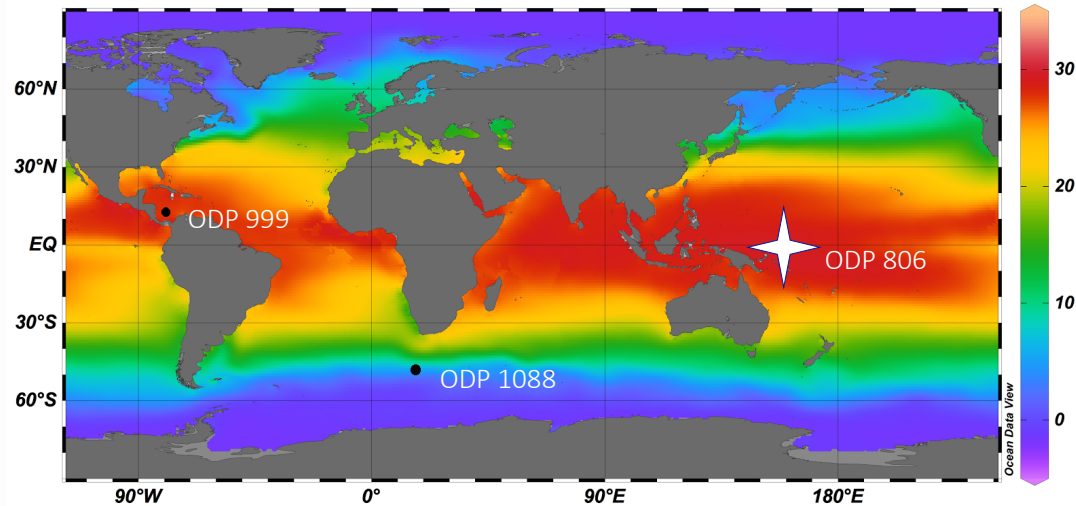 30
60°N
30°N
20
ODP 999
EQ
ODP 806
10
30°S
ODP 1088
60°S
0
Ocean Data View
90°W
0°
90°E
180°E